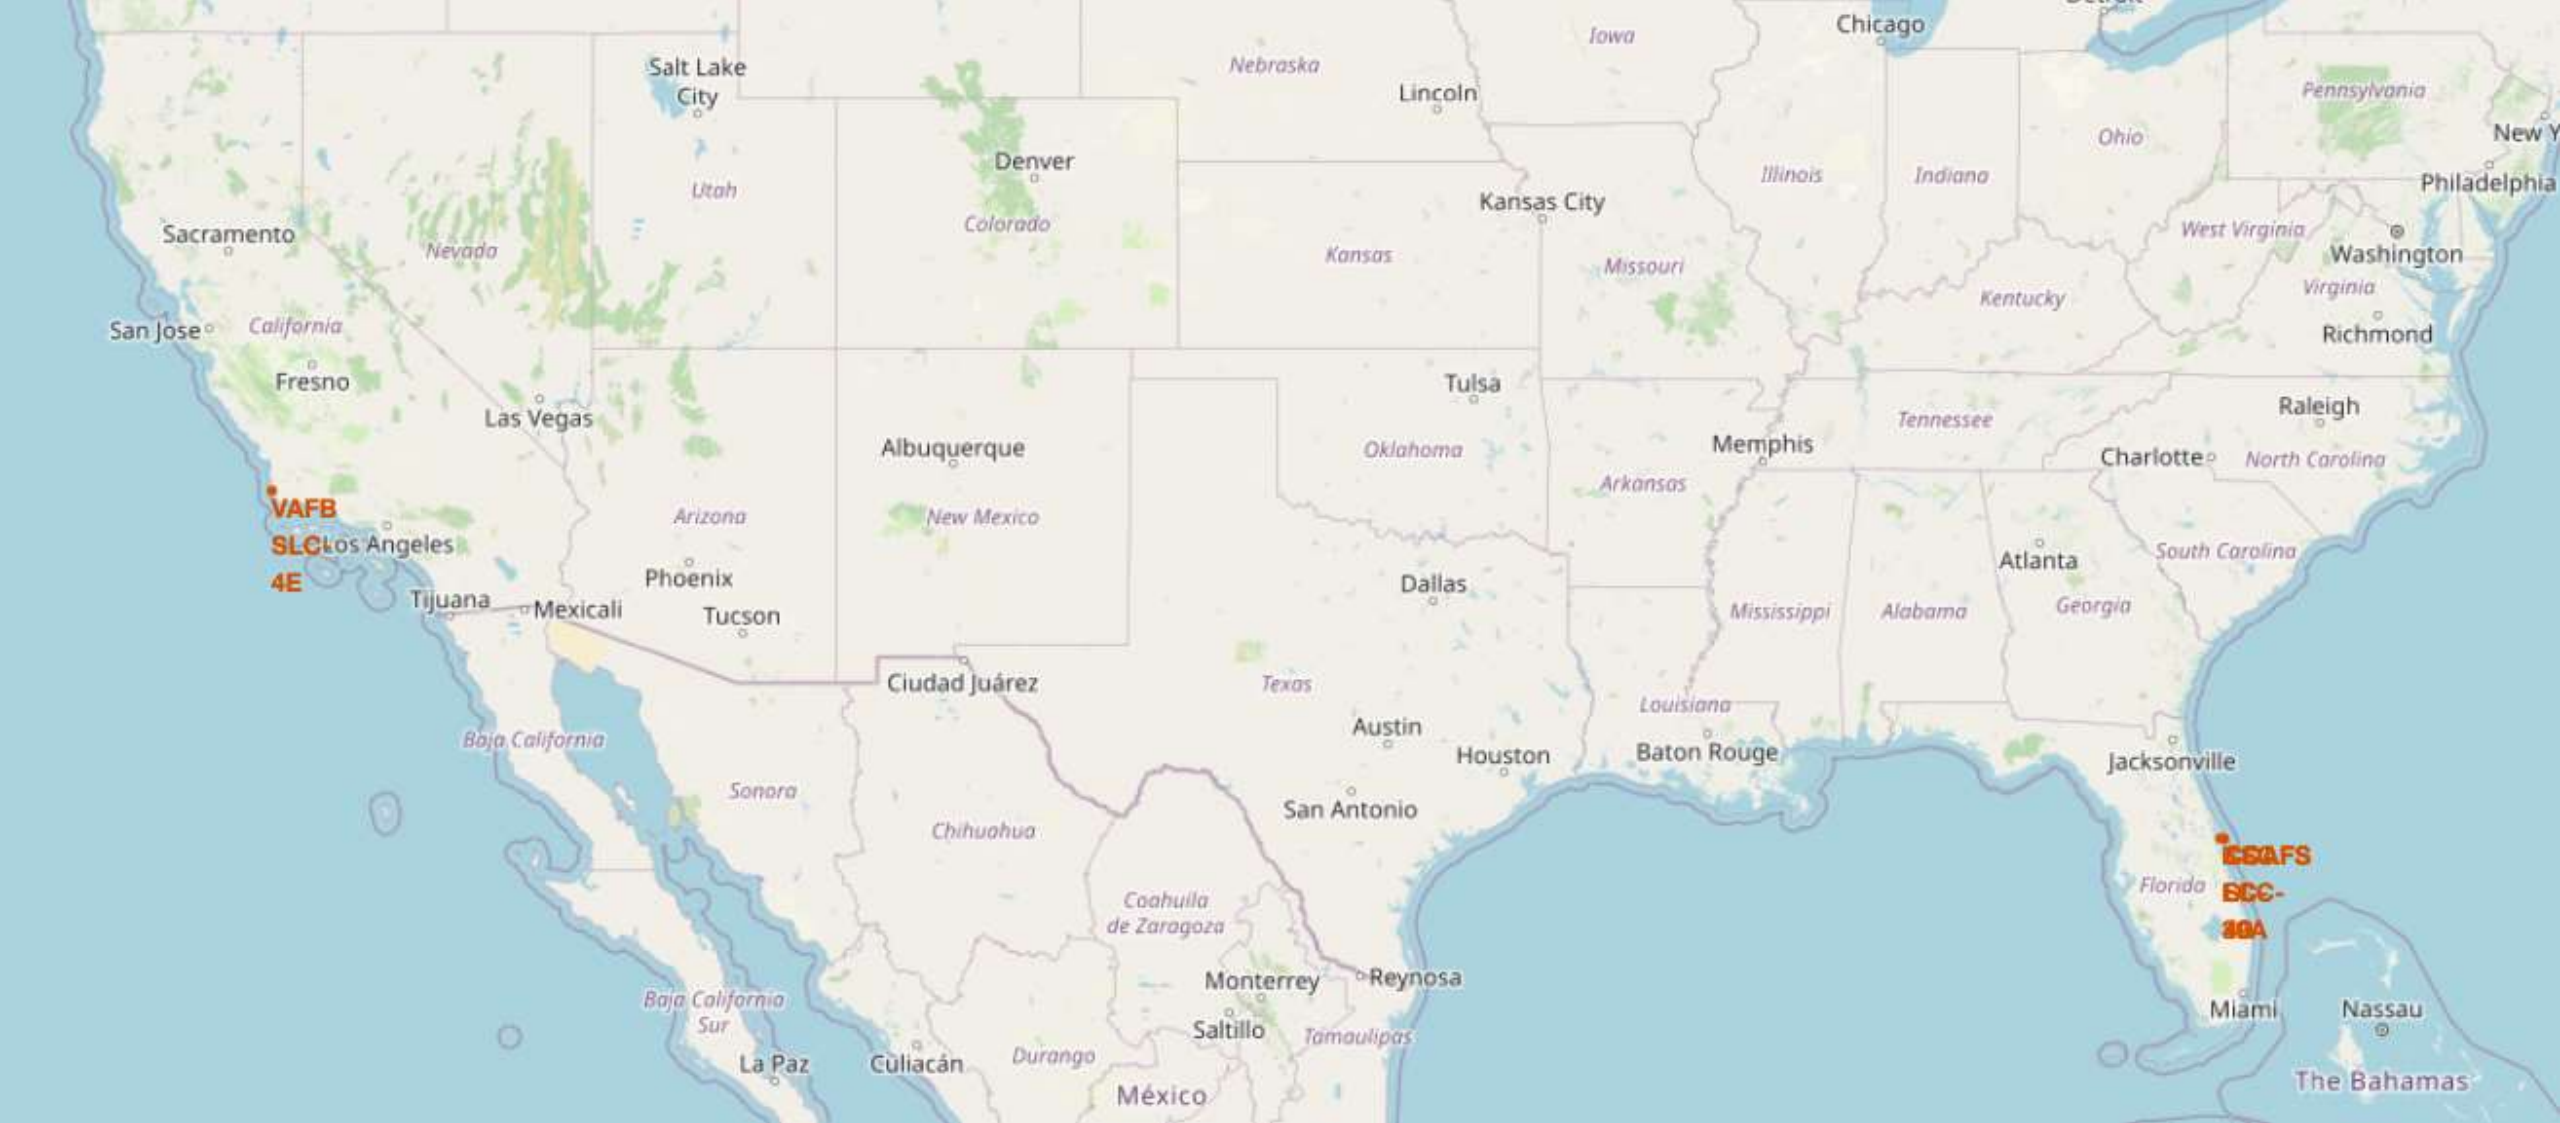 Detroit
Chicago
Iowa
Salt Lake
City
Nebraska
Lincoln
Pennsylvania
New Y
Ohio
Denver
Utah
Illinois
Indiana
Philadelphia
Kansas City
Colorado
Sacramento
Nevada
Kansas
Missouri
West Virginia
Washington
Virginia
Kentucky
San Jose
California
Richmond
Fresno
Las Vegas
Tulsa
Raleigh
Tennessee
Albuquerque
Oklahoma
Memphis
Charlotte
North Carolina
Arkansas
VAFB
SLC-
4E
Los Angeles
Arizona
New Mexico
Atlanta
South Carolina
Phoenix
Dallas
Tijuana
Mexicali
Tucson
Mississippi
Alabama
Georgia
Ciudad Juárez
Texas
Louisiana
Baja California
Austin
Houston
Baton Rouge
Jacksonville
Sonora
San Antonio
Chihuahua
Florida
Coahuila
de Zaragoza
Monterrey
Reynosa
Baja California
Sur
Saltillo
Tamaulipas
Miami
Nassau
La Paz
Culiacán
Durango
México
The Bahamas